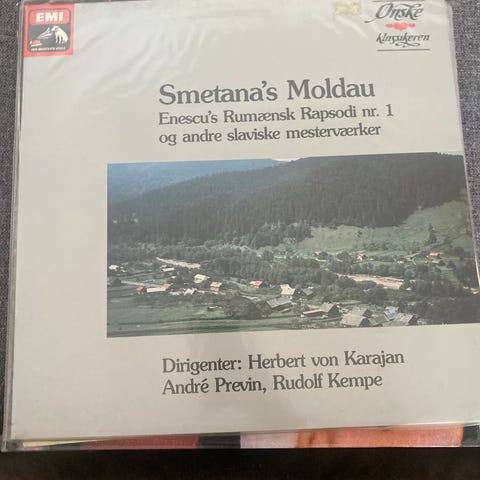 EMI
Ønske
klassikeren
Smetana's Moldau
Enescu's Rumænsk Rapsodi nr. 1
og andre slaviske mesterværker
Dirigenter: Herbert von Karajan
André Previn, Rudolf Kempe